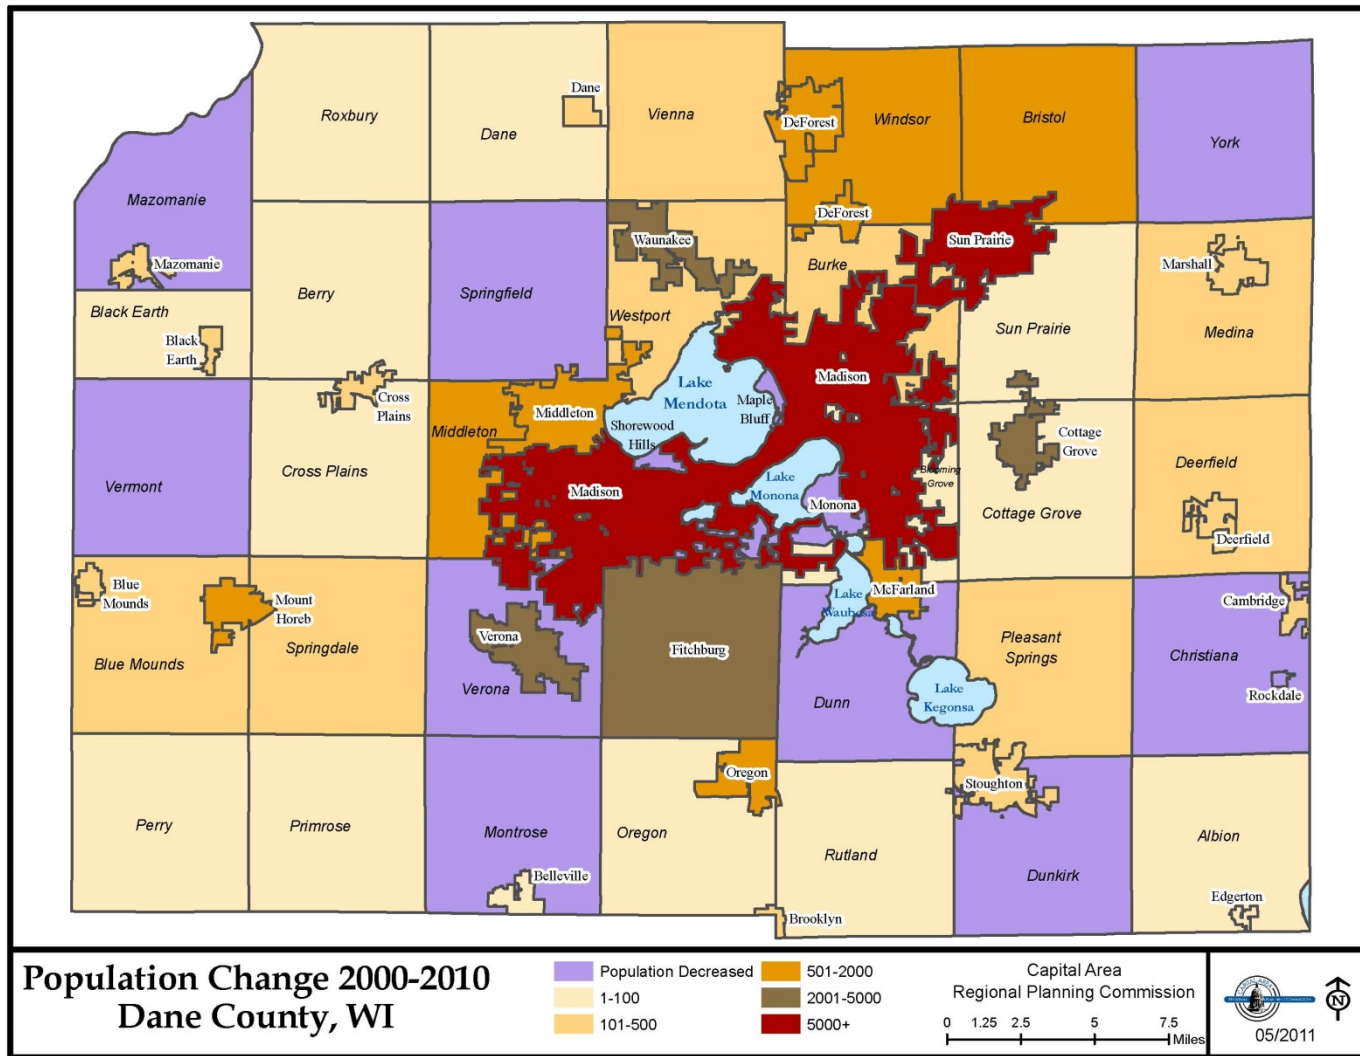 Dane
Roxbury
Vienna
Dane
DeForest
Windsor
Bristol
York
Mazomanie
DeForest
Sun Prairie
Waunakee
Mazomanie
Burke
Marshall
Berry
Springfield
Black Earth
Westport
Sun Prairie
Medina
Black
Earth
Lake
Mendota
Madison
Cross
Plains
Maple
Bluff
Middleton
Middleton
Shorewood
Hills
Cottage
Grove
Cross Plains
Deerfield
Blooming
Grove
Vermont
Madison
Lake
Monona
Monona
Cottage Grove
Deerfield
Blue
Mounds
Mount
Horeb
McFarland
Lake
Waubesa
Cambridge
Verona
Springdale
Fitchburg
Pleasant
Springs
Blue Mounds
Christiana
Verona
Lake
Kegonsa
Rockdale
Dunn
Oregon
Stoughton
Perry
Primrose
Montrose
Oregon
Albion
Rutland
Belleville
Dunkirk
Edgerton
Brooklyn
Population Change 2000-2010
Dane County, WI
Population Decreased
1-100
101-500
501-2000
2001-5000
5000+
Capital Area
Regional Planning Commission
0 1.25 2.5 5 7.5
Miles
N
05/2011